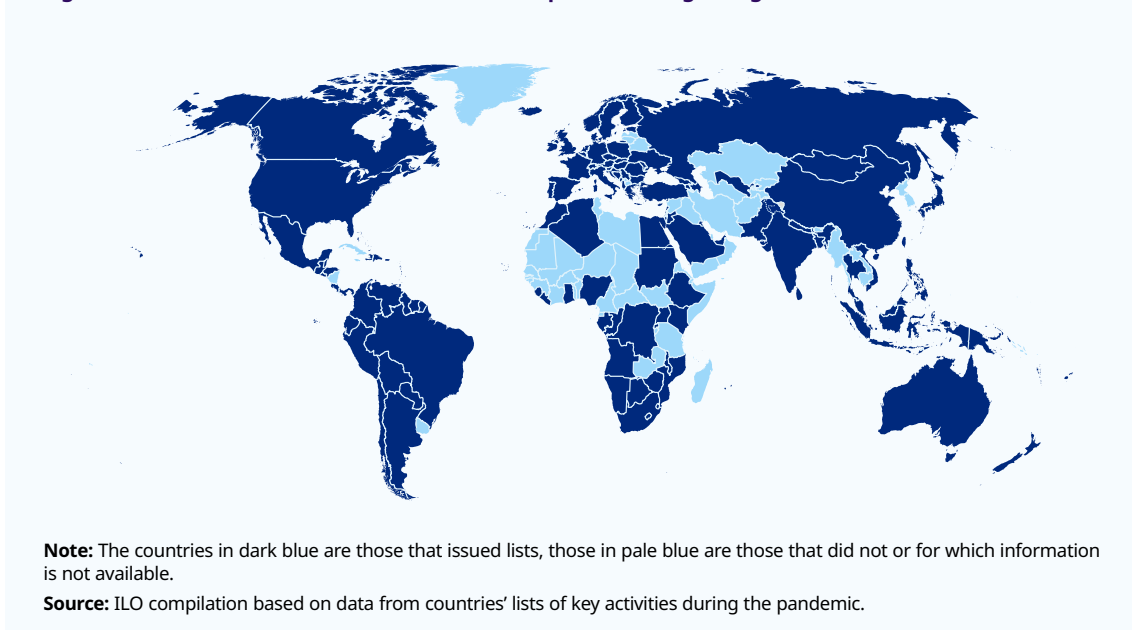 Note: The countries in dark blue are those that issued lists, those in pale blue are those that did not or for which information
is not available.
Source: ILO compilation based on data from countries’ lists of key activities during the pandemic.